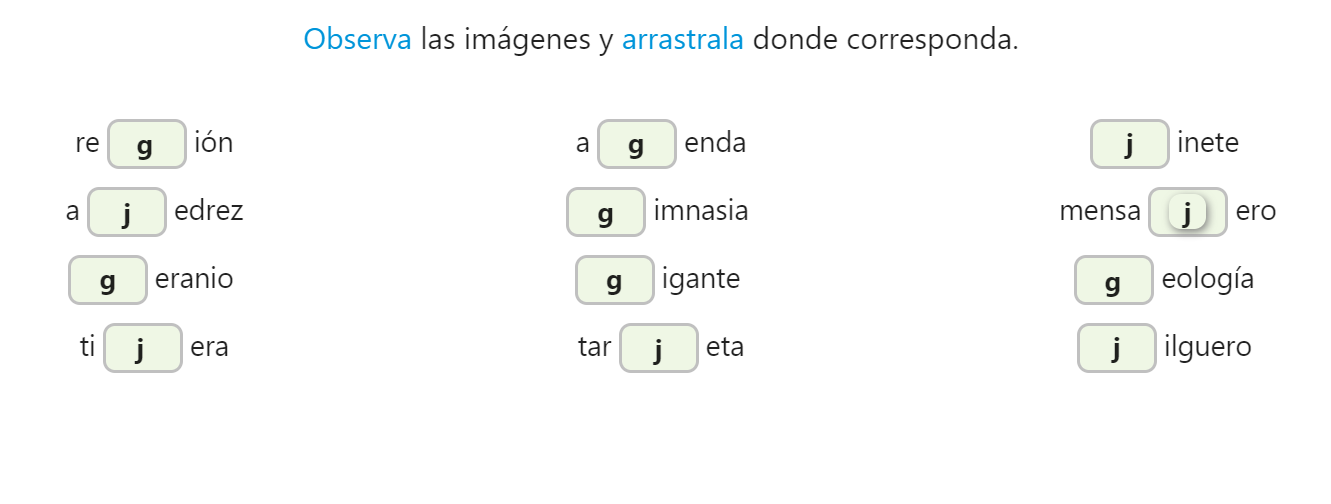 Observa las imágenes y arrastrala donde corresponda.
re g ión a g enda j inete
a j edrez g imnasia mensa j ero
g eranio g igante g eología
ti j era tar j eta j ilguero